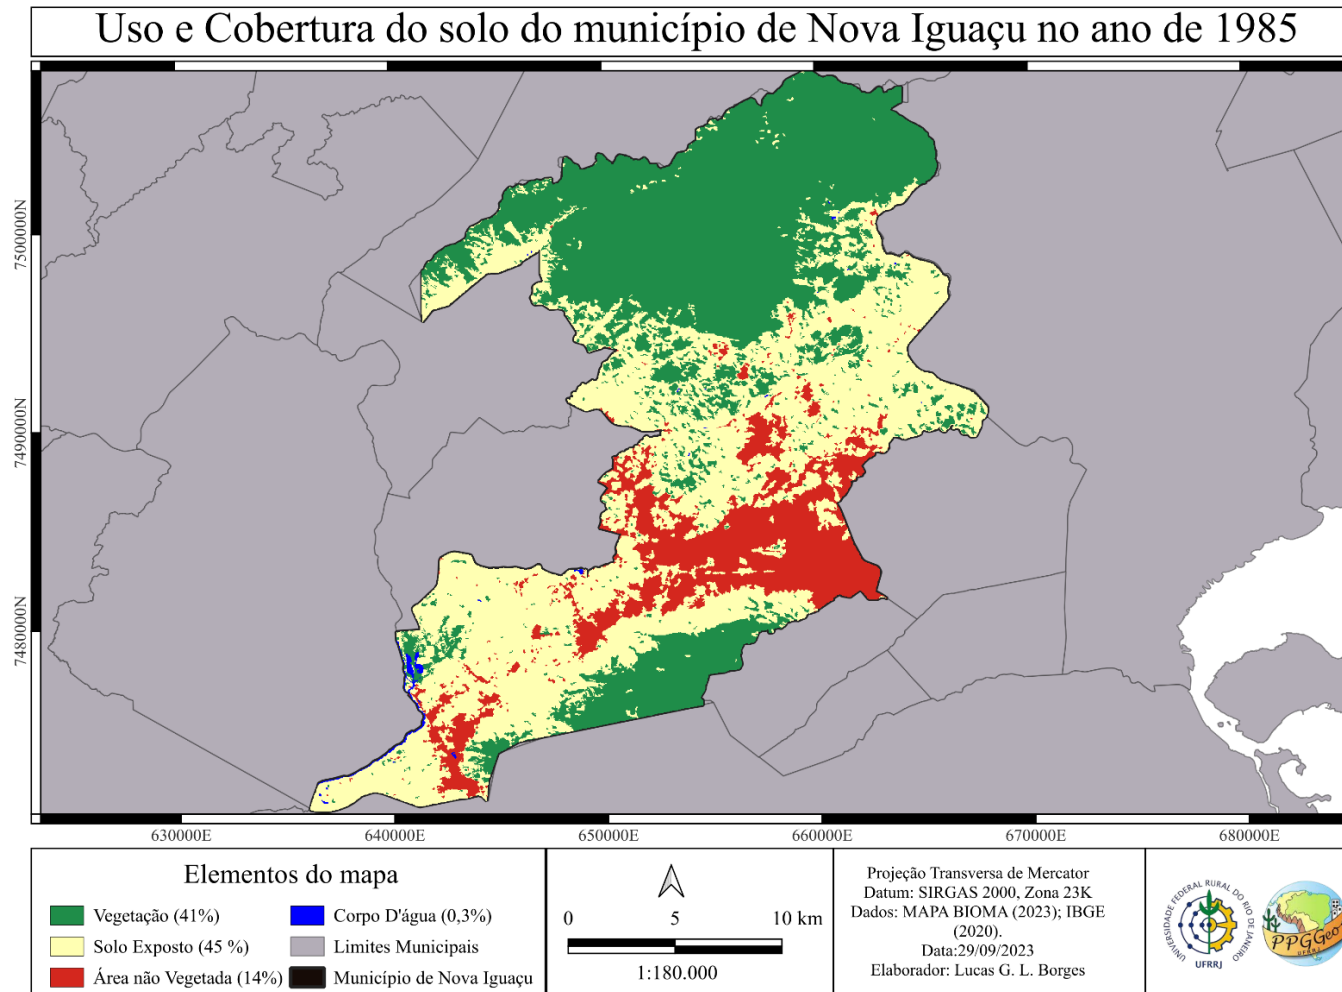 Uso e Cobertura do solo do município de Nova Iguaçu no ano de 1985
7500000N
7490000N
7480000N
630000E
640000E
650000E
660000E
670000E
680000E
Elementos do mapa
Vegetação (41%)
Solo Exposto (45 %)
Área não Vegetada (14%)
Corpo D'água (0,3%)
Limites Municipais
Município de Nova Iguaçu
0 5 10 km
1:180.000
Projeção Transversa de Mercator
Datum: SIRGAS 2000, Zona 23K
Dados: MAPA BIOMA (2023); IBGE
(2020).
Data:29/09/2023
Elaborador: Lucas G. L. Borges
UNIVERSIDADE FEDERAL RURAL DO RIO DE JANEIRO
UFRRJ
PPGGeo
UFRRJ